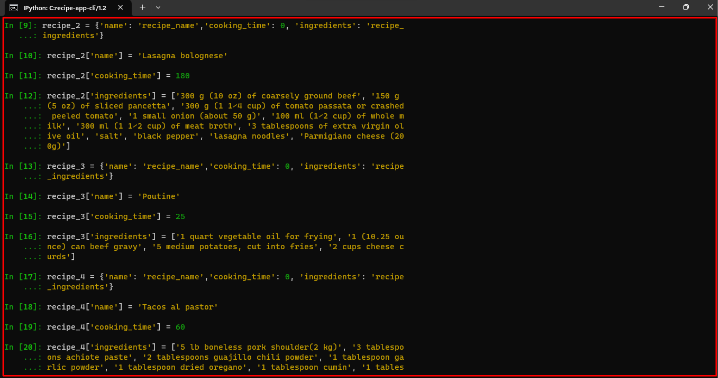 IPython: C:recipe-app-cli/1.2
In [9]: recipe_2 = {'name': 'recipe_name','cooking_time': 0, 'ingredients': 'recipe_
...: ingredients'}
In [10]: recipe_2['name'] = 'Lasagna bolognese'
In [11]: recipe_2['cooking_time'] = 180
In [12]: recipe_2['ingredients'] = ['300 g (10 oz) of coarsely ground beef', '150 g
...: (5 oz) of sliced pancetta', '300 g (1 1⁄4 cup) of tomato passata or crashed
...: peeled tomato', '1 small onion (about 50 g)', '100 ml (1⁄2 cup) of whole m
...: ilk', '300 ml (1 1⁄2 cup) of meat broth', '3 tablespoons of extra virgin ol
...: ive oil', 'salt', 'black pepper', 'lasagna noodles', 'Parmigiano cheese (20
...: 0g)']
In [13]: recipe_3 = {'name': 'recipe_name','cooking_time': 0, 'ingredients': 'recipe
...: _ingredients'}
In [14]: recipe_3['name'] = 'Poutine'
In [15]: recipe_3['cooking_time'] = 25
In [16]: recipe_3['ingredients'] = ['1 quart vegetable oil for frying', '1 (10.25 ou
...: nce) can beef gravy', '5 medium potatoes, cut into fries', '2 cups cheese c
...: urds']
In [17]: recipe_4 = {'name': 'recipe_name','cooking_time': 0, 'ingredients': 'recipe
...: _ingredients'}
In [18]: recipe_4['name'] = 'Tacos al pastor'
In [19]: recipe_4['cooking_time'] = 60
In [20]: recipe_4['ingredients'] = ['5 lb boneless pork shoulder(2 kg)', '3 tablespo
...: ons achiote paste', '2 tablespoons guajillo chili powder', '1 tablespoon ga
...: rlic powder', '1 tablespoon dried oregano', '1 tablespoon cumin', '1 tables